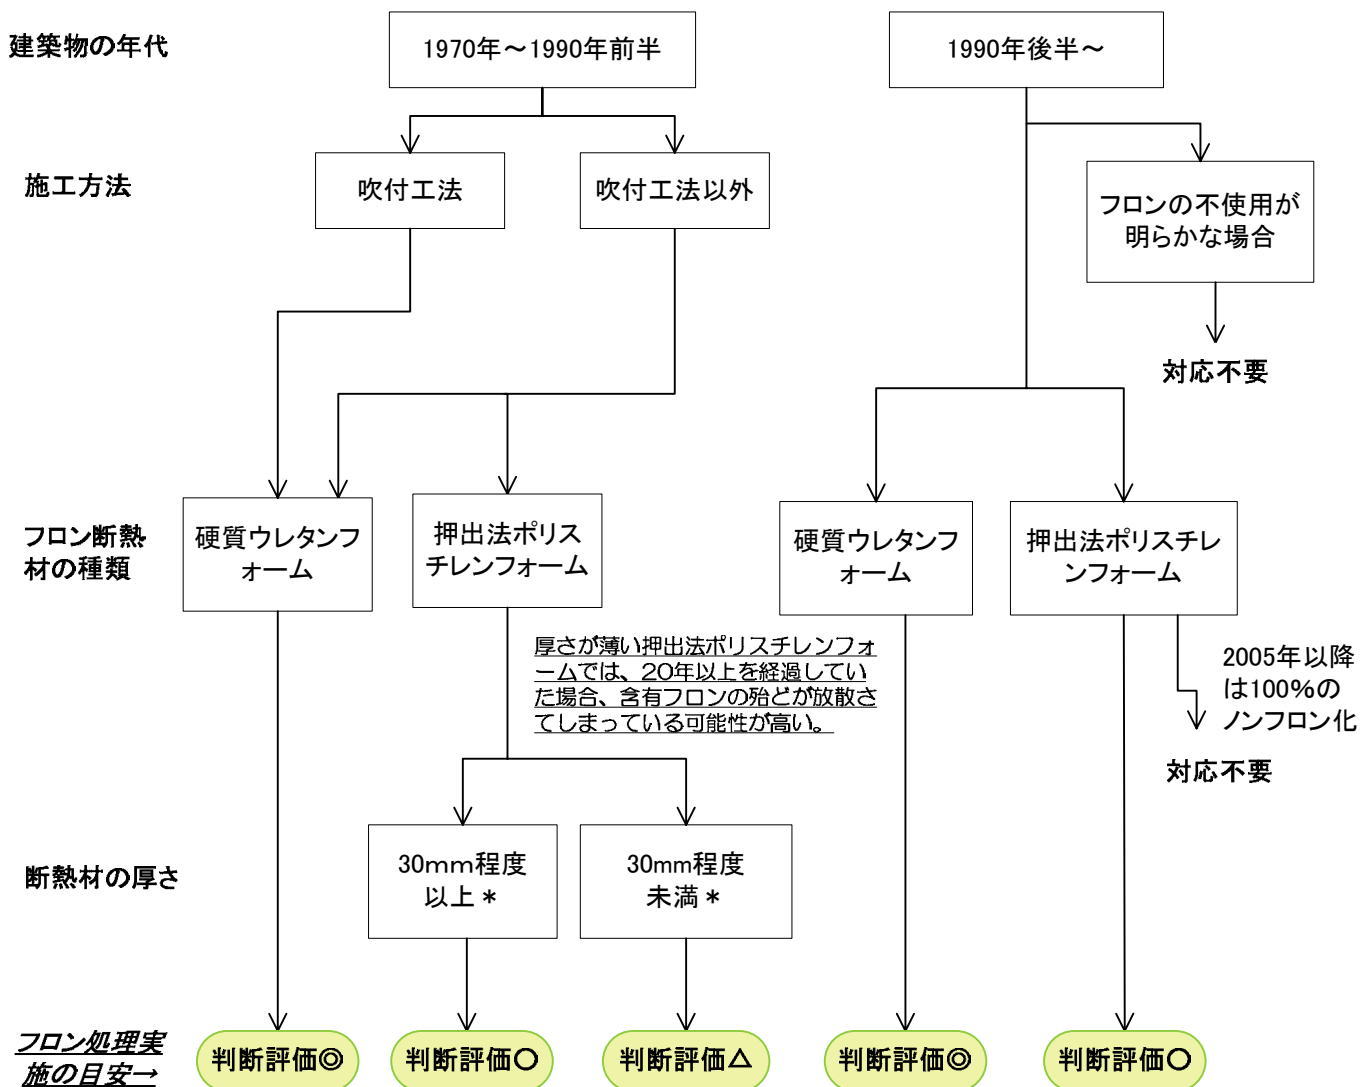 建築物の年代
1970年～1990年前半
1990年後半～
施工方法
吹付工法
吹付工法以外
フロンの不使用が
明らかな場合
対応不要
フロン断熱
材の種類
硬質ウレタンフ
ォーム
押出法ポリス
チレンフォーム
硬質ウレタンフ
ォーム
押出法ポリスチレ
ンフォーム
厚さが薄い押出法ポリスチレンフォ
ームでは、20年以上を経過してい
た場合、含有フロンの殆どが放散さ
てしまっている可能性が高い。
2005年以降
は100%の
ノンフロン化
対応不要
断熱材の厚さ
30mm程度
以上＊
30mm程度
未満＊
フロン処理実
施の目安→
判断評価◎
判断評価○
判断評価△
判断評価◎
判断評価○